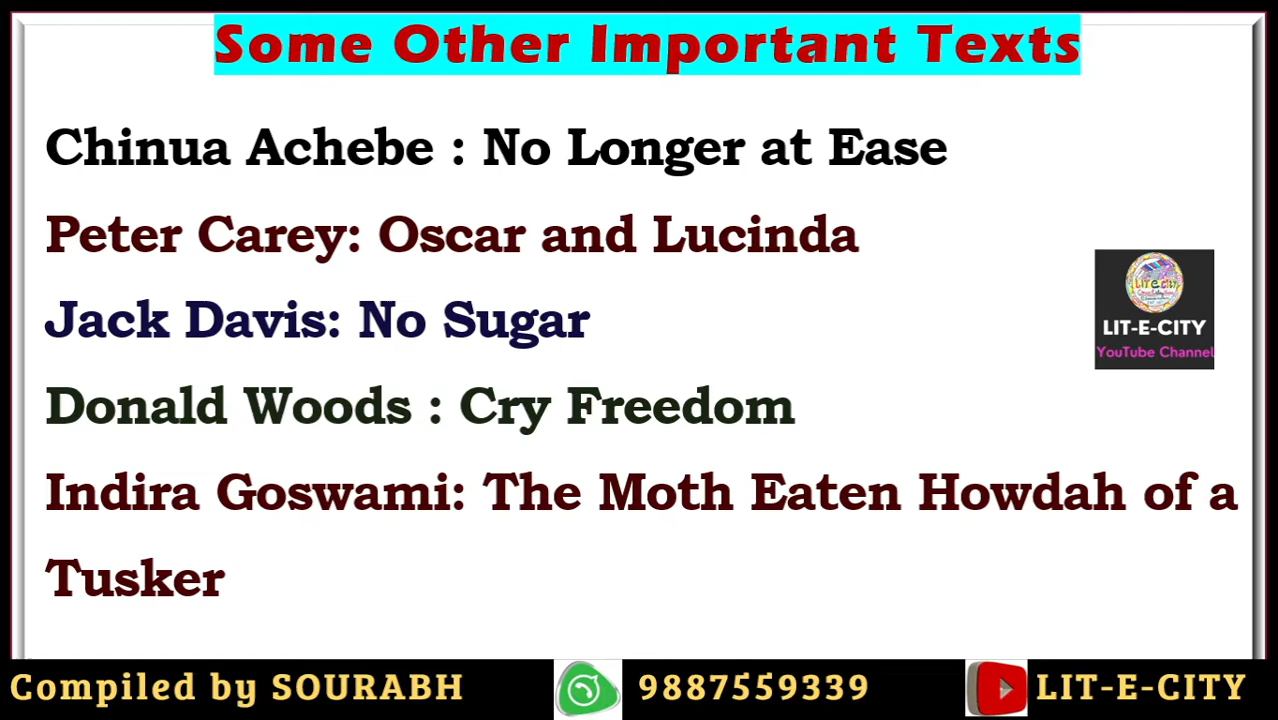 Some Other Important Texts
Chinua Achebe : No Longer at Ease
Peter Carey: Oscar and Lucinda
Jack Davis: No Sugar
Donald Woods : Cry Freedom
Indira Goswami: The Moth Eaten Howdah of a
Tusker
LIT-E-CITY
YouTube Channel
Compiled by SOURABH
9887559339
LIT-E-CITY